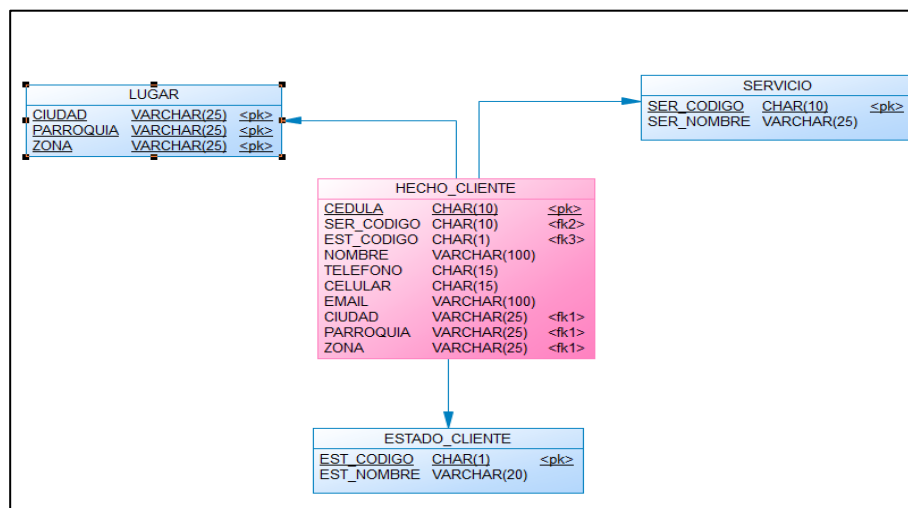 LUGAR
CIUDAD VARCHAR(25) <pk>
PARROQUIA VARCHAR(25) <pk>
ZONA VARCHAR(25) <pk>
SERVICIO
SER_CODIGO CHAR(10) <pk>
SER_NOMBRE VARCHAR(25)
HECHO_CLIENTE
CEDULA CHAR(10) <pk>
SER_CODIGO CHAR(10) <fk2>
EST_CODIGO CHAR(1) <fk3>
NOMBRE VARCHAR(100)
TELEFONO CHAR(15)
CELULAR CHAR(15)
EMAIL VARCHAR(100)
CIUDAD VARCHAR(25) <fk1>
PARROQUIA VARCHAR(25) <fk1>
ZONA VARCHAR(25) <fk1>
ESTADO_CLIENTE
EST_CODIGO CHAR(1) <pk>
EST_NOMBRE VARCHAR(20)